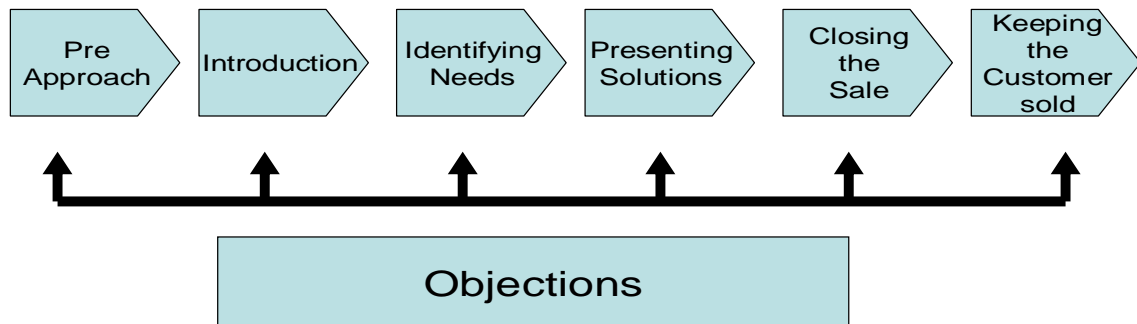 Pre
Approach
Introduction
Identifying
Needs
Presenting
Solutions
Closing
the
Sale
Keeping
the
Customer
sold
Objections